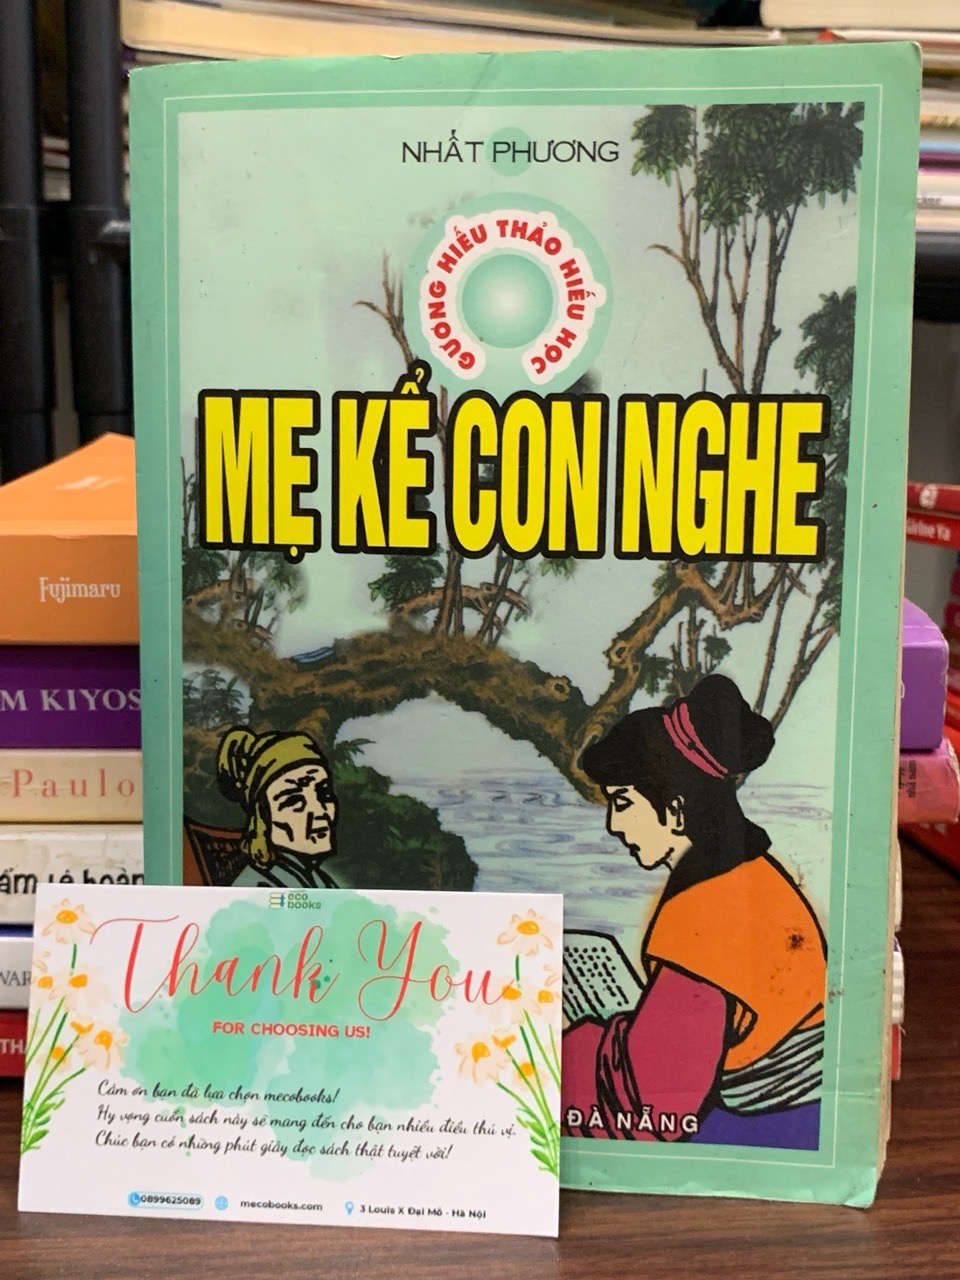 NHẤT PHƯƠNG
GƯƠNG HIẾU THẢO HIẾU HỌC
MẸ KỂ CON NGHE
Fujimaru
M KIYOS
Paulo
WAR
ĐÀ NẴNG
eco
books
Thank You
FOR CHOOSING US!
Cảm ơn bạn đã lựa chọn mecobooks!
Hy vọng cuốn sách này sẽ mang đến cho bạn nhiều điều thú vị.
Chúc bạn có những phút giây đọc sách thật tuyệt vời!
0899625089
mecobooks.com
3 Louis X Đại Mỗ - Hà Nội